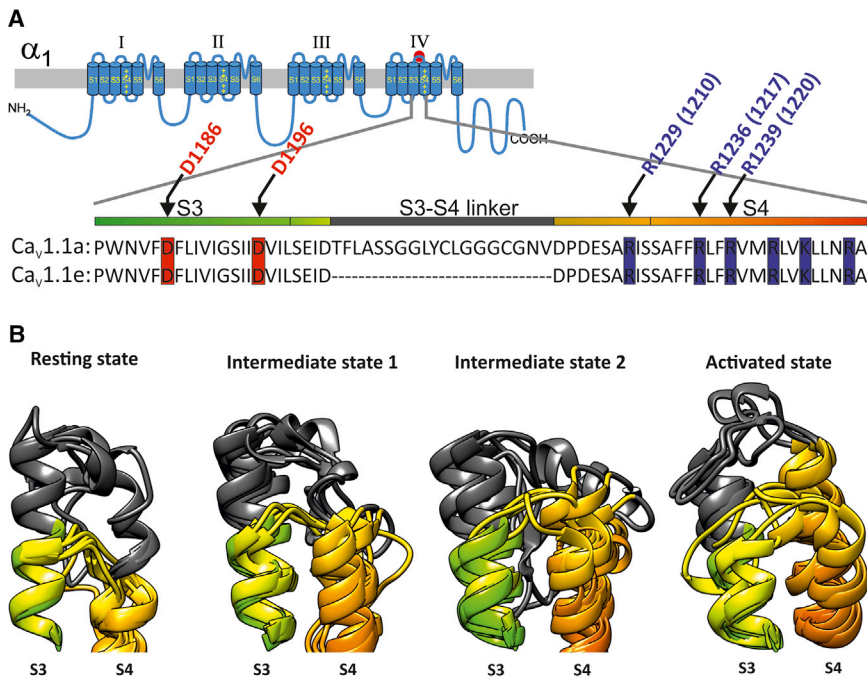 A
α1
I II III IV
S1 S2 S3 S4 S5 S6 S1 S2 S3 S4 S5 S6 S1 S2 S3 S4 S5 S6 S1 S2 S3 S4 S5 S6
NH2
COOH
D1186
D1196
R1229 (1210)
R1236 (1217)
R1239 (1220)
S3 S3-S4 linker S4
CaV1.1a: PWNVFDFLIVIGSIIDVILSEIDTFLASSGGLYCLGGGCGNVDPDESARISSAFFRLFRVMRLVKLLNRA
CaV1.1e: PWNVFDFLIVIGSIIDVILSEID----------------------DPDESARISSAFFRLFRVMRLVKLLNRA
B
Resting state Intermediate state 1 Intermediate state 2 Activated state
S3 S4 S3 S4 S3 S4 S3 S4